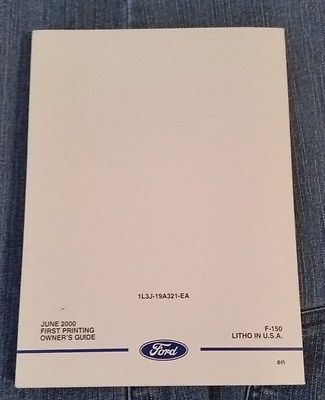 1L3J-19A321-EA
JUNE 2000
FIRST PRINTING
OWNER'S GUIDE
F-150
LITHO IN U.S.A.
Ford
en